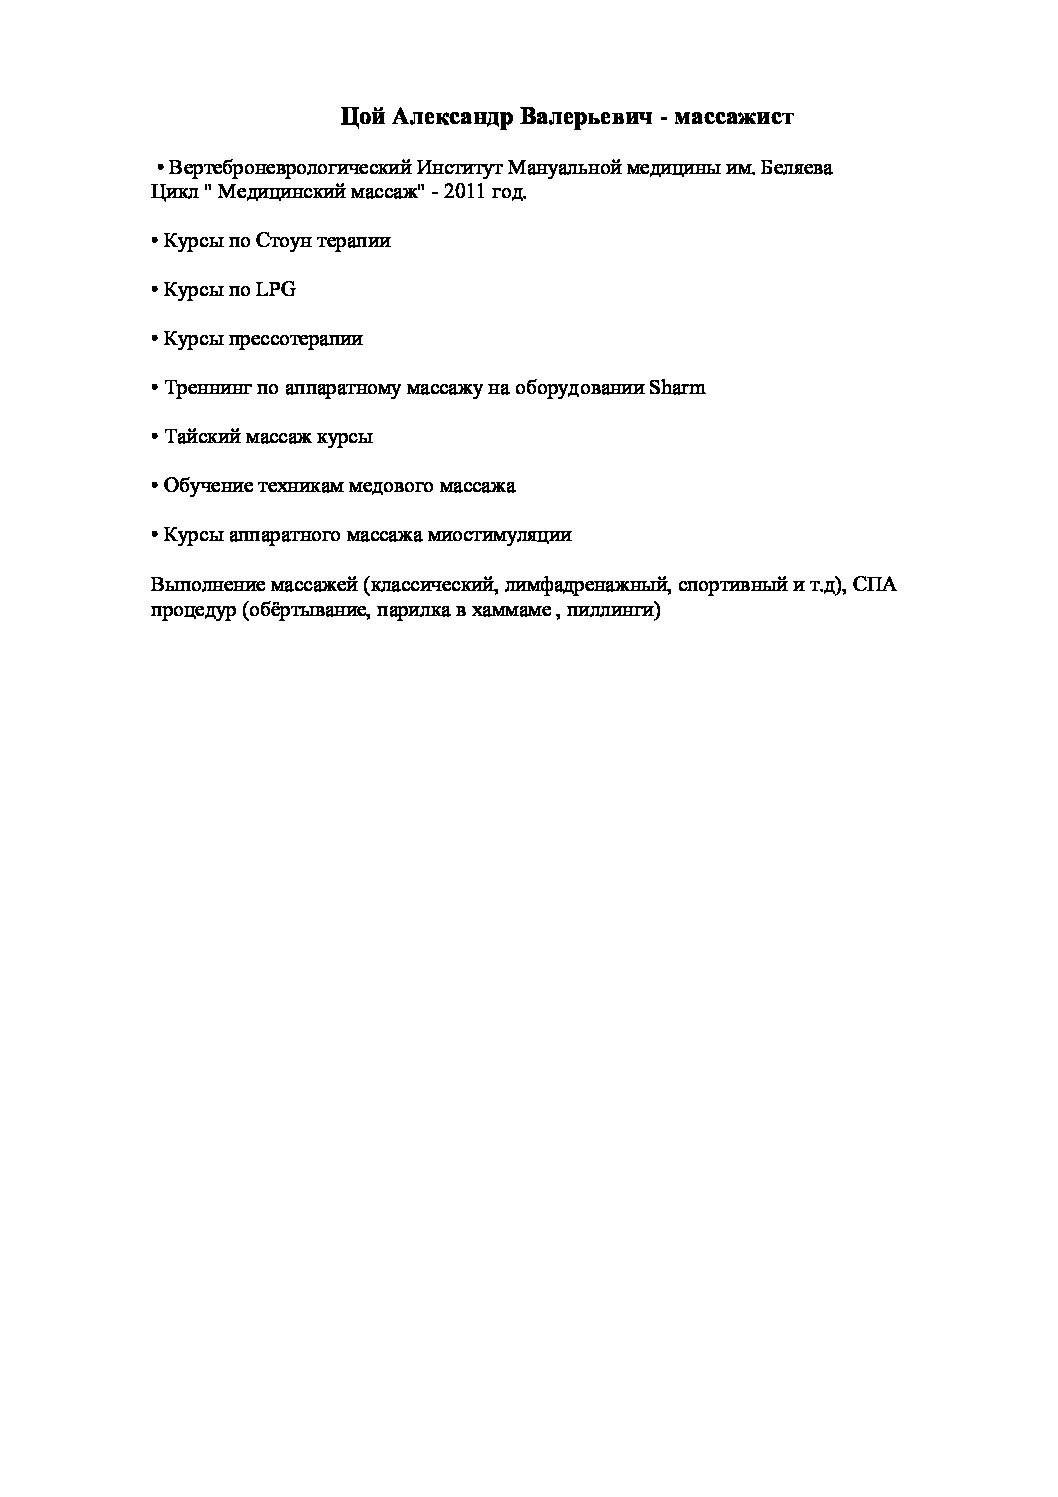 Цой Александр Валерьевич - массажист
• Вертеброневрологический Институт Мануальной медицины им. Беляева
Цикл " Медицинский массаж" - 2011 год.
• Курсы по Стоун терапии
• Курсы по LPG
• Курсы прессотерапии
• Треннинг по аппаратному массажу на оборудовании Sharm
• Тайский массаж курсы
• Обучение техникам медового массажа
• Курсы аппаратного массажа миостимуляции
Выполнение массажей (классический, лимфадренажный, спортивный и т.д), СПА
процедур (обёртывание, парилка в хаммаме , пиллинги)